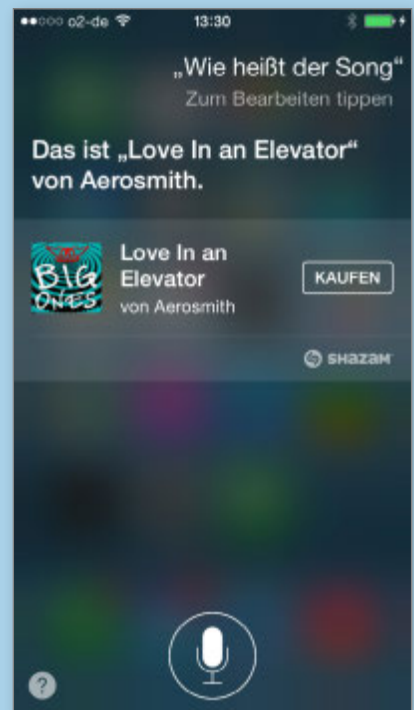 o2-de 13:30
„Wie heißt der Song“
Zum Bearbeiten tippen
Das ist „Love In an Elevator“
von Aerosmith.
BIG
ONES
Love In an
Elevator
von Aerosmith
KAUFEN
SHAZAM
?